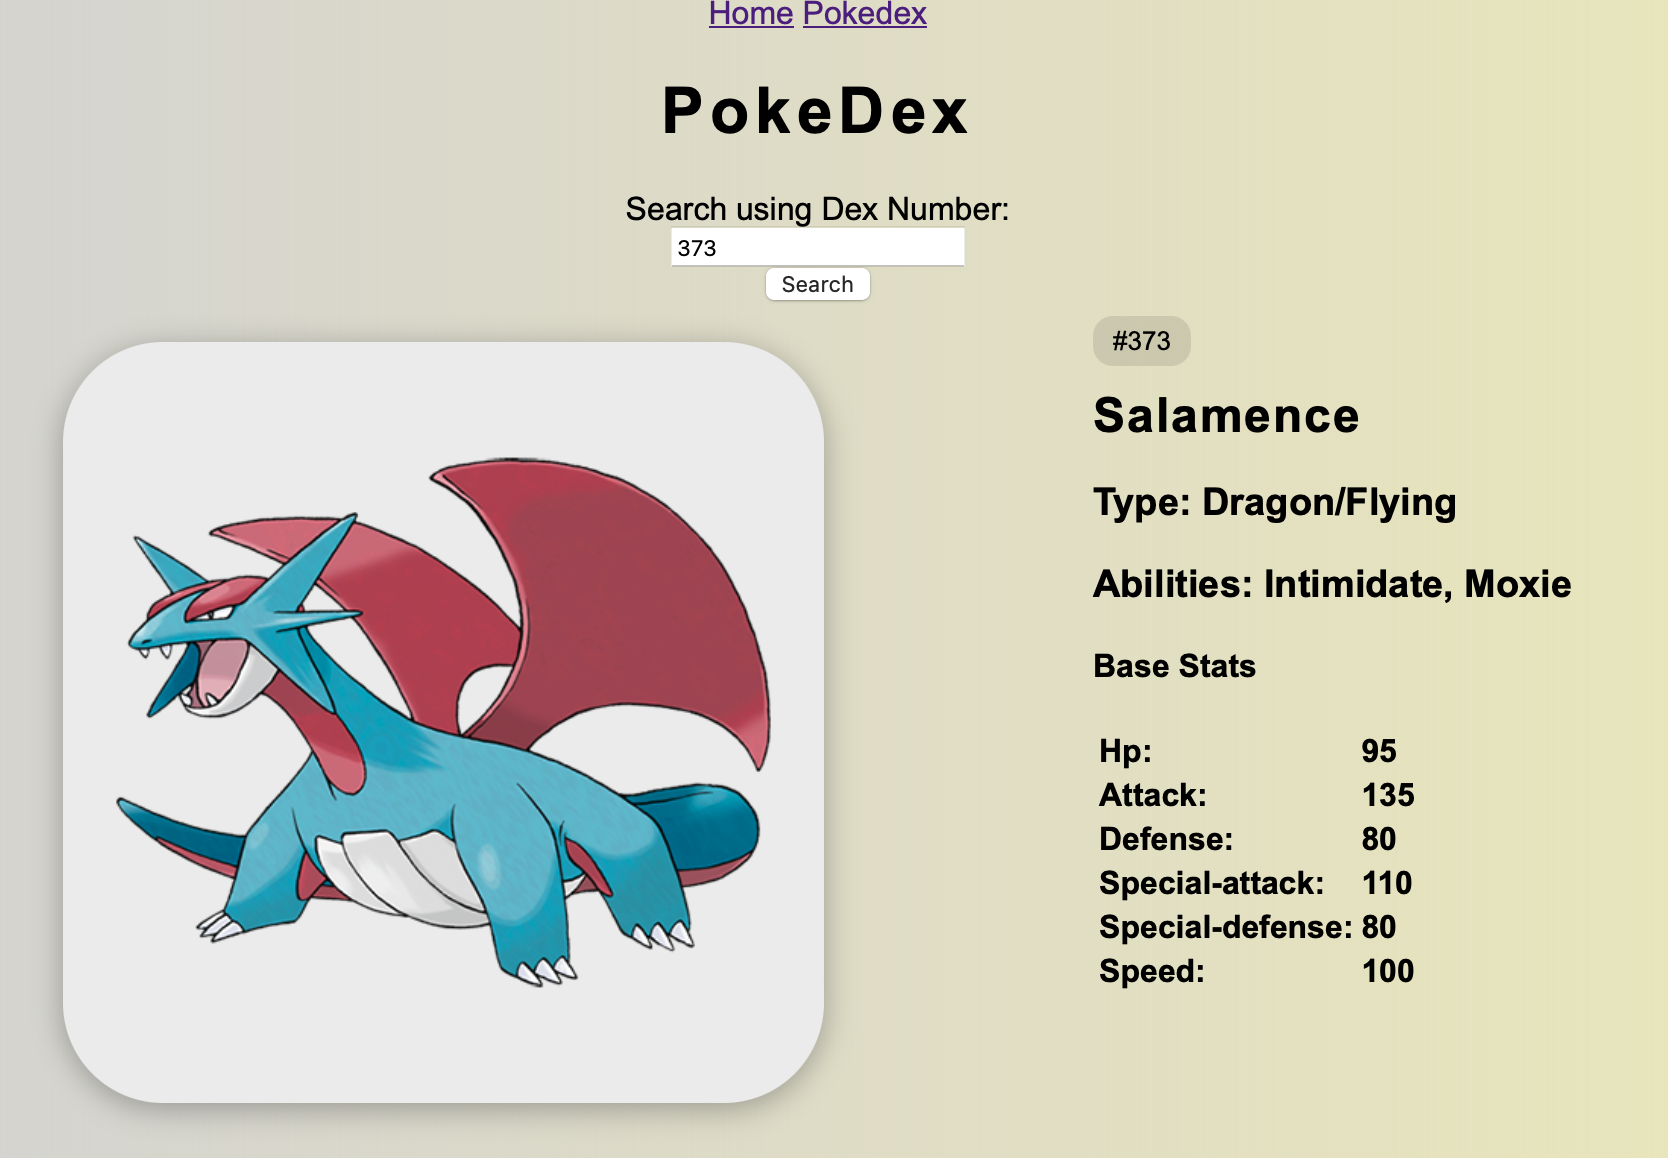 Home Pokedex
PokeDex
Search using Dex Number:
373
Search
#373
Salamence
Type: Dragon/Flying
Abilities: Intimidate, Moxie
Base Stats
Hp: 95
Attack: 135
Defense: 80
Special-attack: 110
Special-defense: 80
Speed: 100